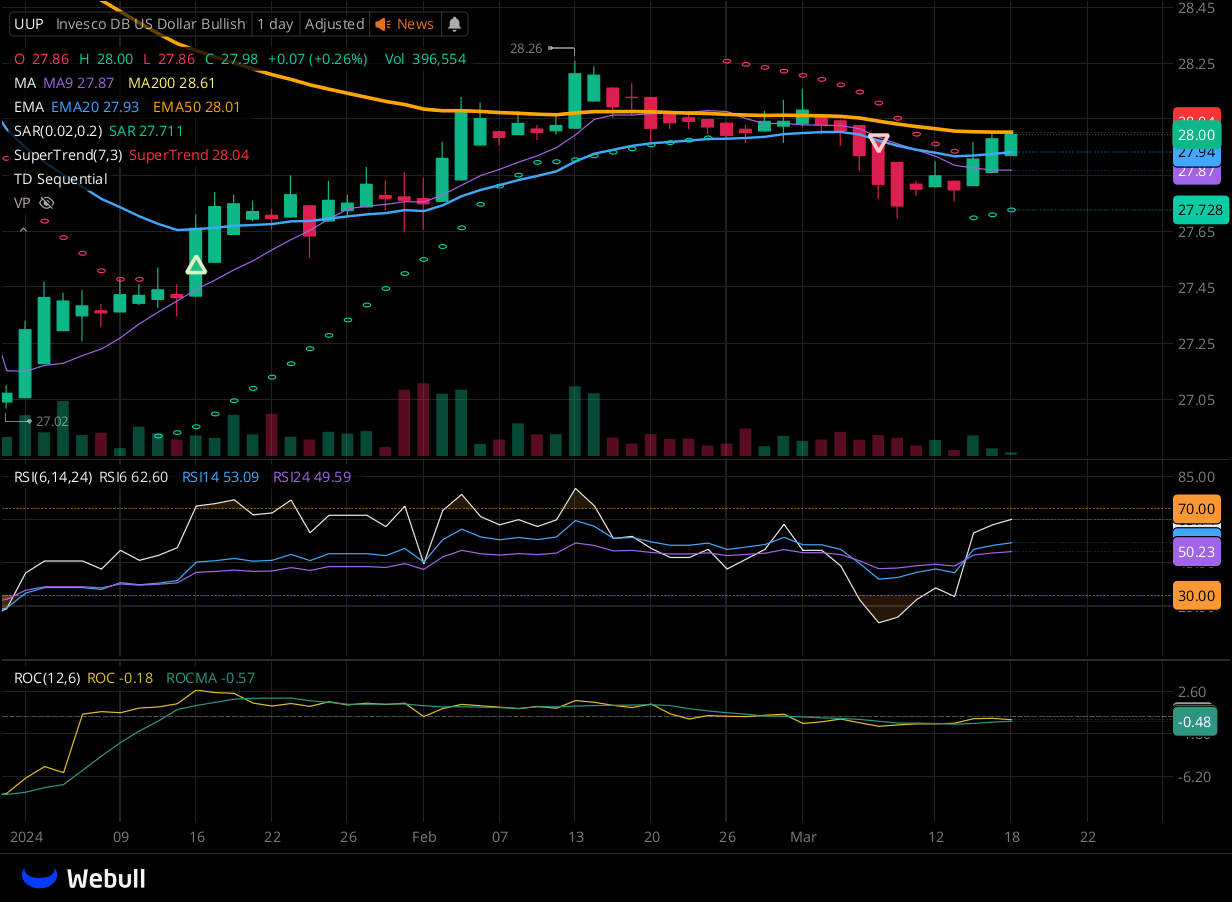 UUP Invesco DB US Dollar Bullish 1 day Adjusted News
O 27.86 H 28.00 L 27.86 C 27.98 +0.07 (+0.26%) Vol 396,554
MA MA9 27.87 MA200 28.61
EMA EMA20 27.93 EMA50 28.01
SAR(0.02,0.2) SAR 27.711
SuperTrend(7,3) SuperTrend 28.04
TD Sequential
VP
28.26
27.02
28.45
28.25
28.04
28.00
27.94
27.87
27.728
27.65
27.45
27.25
27.05
RSI(6,14,24) RSI6 62.60 RSI14 53.09 RSI24 49.59
85.00
70.00
50.23
30.00
ROC(12,6) ROC -0.18 ROCMA -0.57
2.60
-0.48
-6.20
2024 09 16 22 26 Feb 07 13 20 26 Mar 12 18 22
Webull